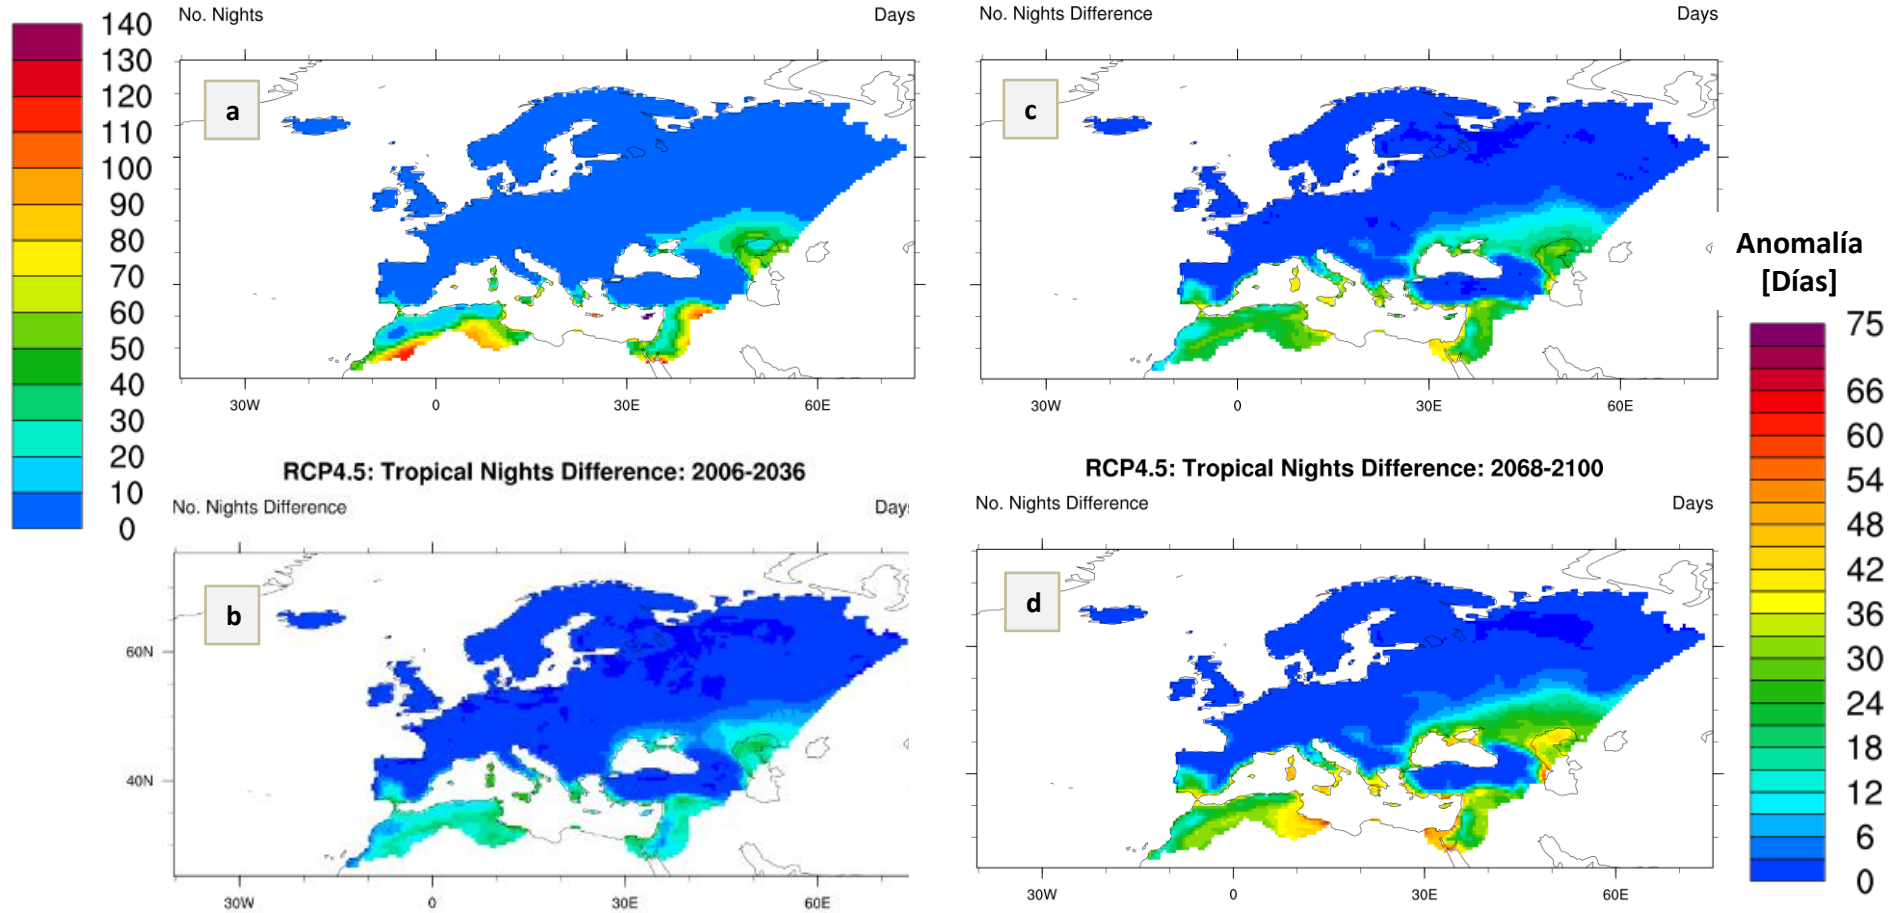 No. Nights
Days
a
30W
0
30E
60E
140
130
120
110
100
90
80
70
60
50
40
30
20
10
0
No. Nights Difference
Days
c
30W
0
30E
60E
RCP4.5: Tropical Nights Difference: 2006-2036
No. Nights Difference
Day
b
60N
40N
30W
0
30E
60E
RCP4.5: Tropical Nights Difference: 2068-2100
No. Nights Difference
Days
d
30W
0
30E
60E
Anomalía
[Días]
75
66
60
54
48
42
36
30
24
18
12
6
0